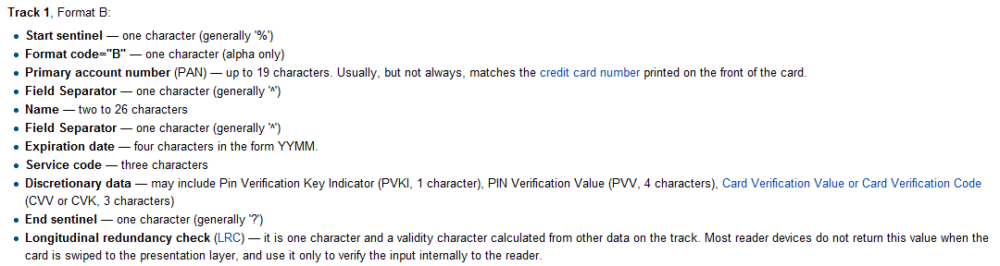 Track 1, Format B:
• Start sentinel — one character (generally '%')
• Format code="B" — one character (alpha only)
• Primary account number (PAN) — up to 19 characters. Usually, but not always, matches the credit card number printed on the front of the card.
• Field Separator — one character (generally '^')
• Name — two to 26 characters
• Field Separator — one character (generally '^')
• Expiration date — four characters in the form YYMM.
• Service code — three characters
• Discretionary data — may include Pin Verification Key Indicator (PVKI, 1 character), PIN Verification Value (PVV, 4 characters), Card Verification Value or Card Verification Code
(CVV or CVK, 3 characters)
• End sentinel — one character (generally '?')
• Longitudinal redundancy check (LRC) — it is one character and a validity character calculated from other data on the track. Most reader devices do not return this value when the
card is swiped to the presentation layer, and use it only to verify the input internally to the reader.